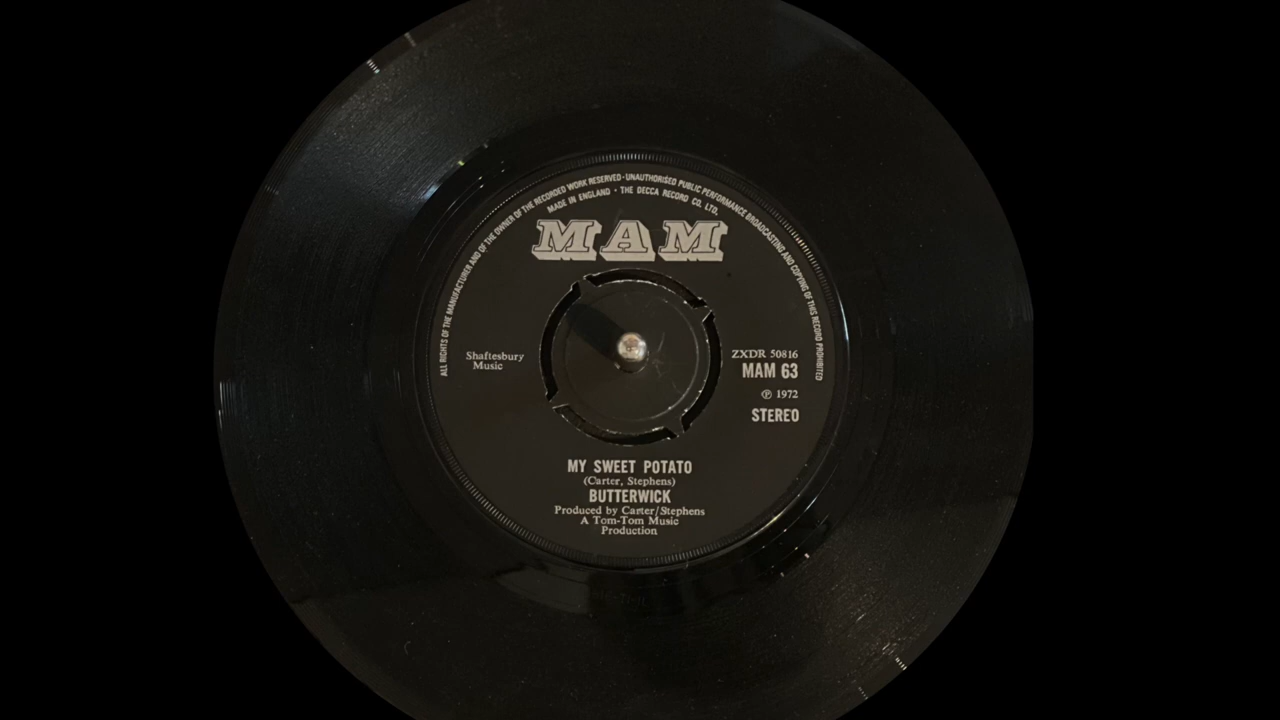 ALL RIGHTS OF THE MANUFACTURER AND OF THE OWNER OF THE RECORDED WORK RESERVED · UNAUTHORISED PUBLIC PERFORMANCE BROADCASTING AND COPYING OF THIS RECORD PROHIBITED
MADE IN ENGLAND · THE DECCA RECORD CO. LTD.
MAM
Shaftesbury
Music
ZXDR 50816
MAM 63
℗ 1972
STEREO
MY SWEET POTATO
(Carter, Stephens)
BUTTERWICK
Produced by Carter/Stephens
A Tom-Tom Music
Production